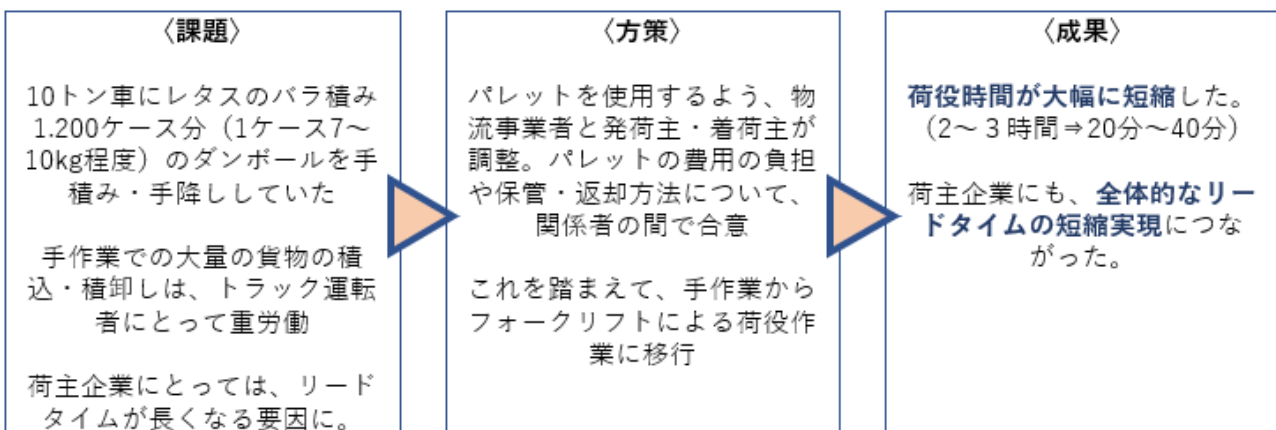 〈課題〉
10トン車にレタスのバラ積み
1.200ケース分（1ケース7～
10kg程度）のダンボールを手
積み・手降ししていた
手作業での大量の貨物の積
込・積卸しは、トラック運転
者にとって重労働
荷主企業にとっては、リード
タイムが長くなる要因に。
〈方策〉
パレットを使用するよう、物
流事業者と発荷主・着荷主が
調整。パレットの費用の負担
や保管・返却方法について、
関係者の間で合意
これを踏まえて、手作業から
フォークリフトによる荷役作
業に移行
〈成果〉
荷役時間が大幅に短縮した。
（2～３時間⇒20分～40分）
荷主企業にも、全体的なリー
ドタイムの短縮実現につな
がった。